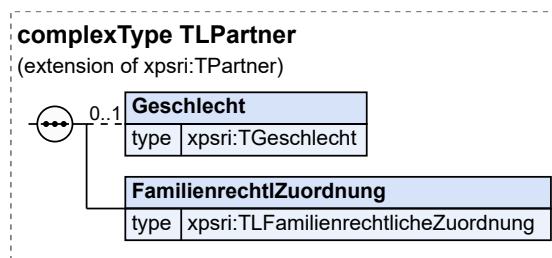 complexType TLPartner
(extension of xpsri:TPartner)
0..1
Geschlecht
type xpsri:TGeschlecht
FamilienrechtlZuordnung
type xpsri:TLFamilienrechtlicheZuordnung